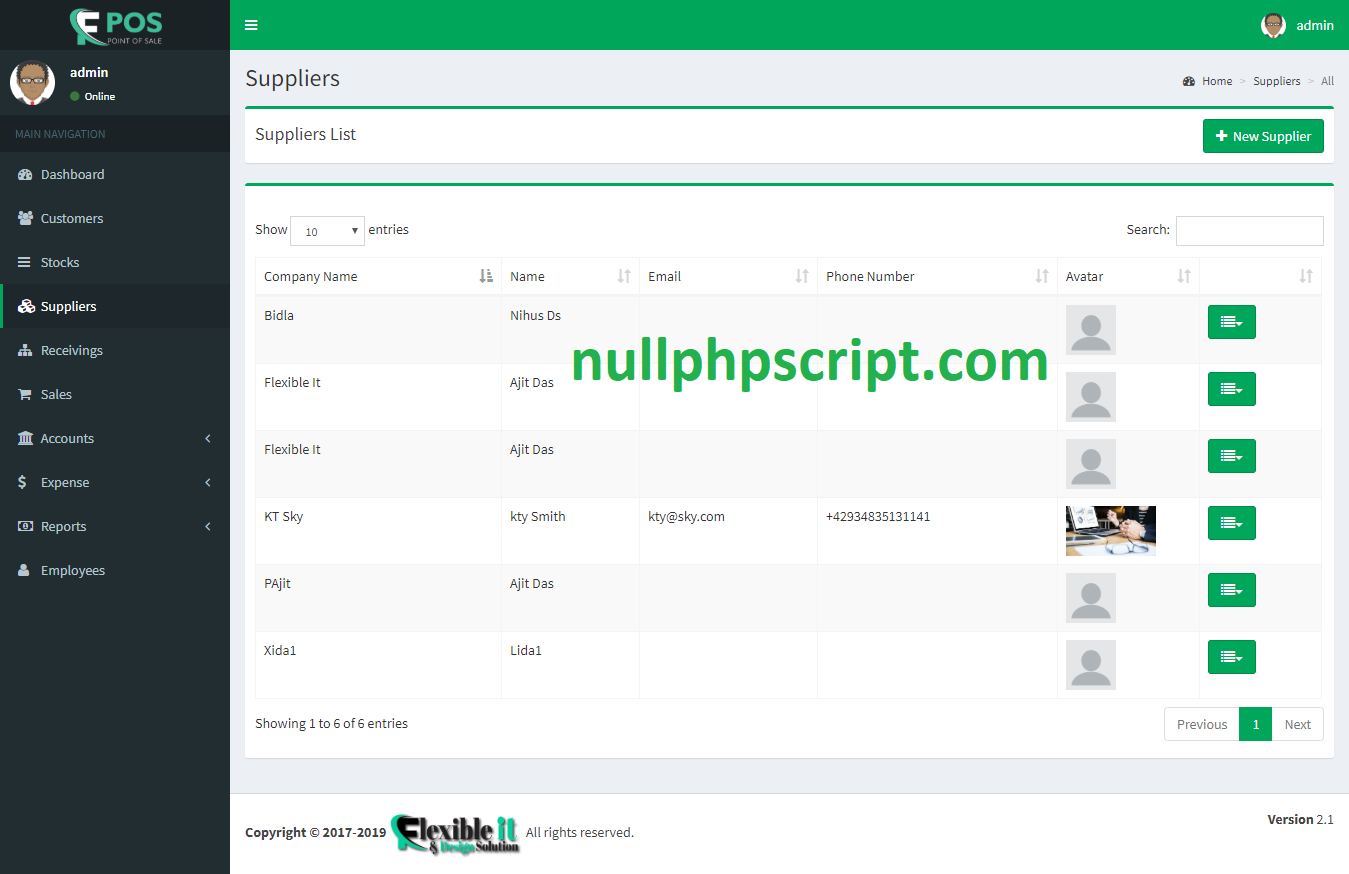 POS
POINT OF SALE
admin
admin
Online
MAIN NAVIGATION
Dashboard
Customers
Stocks
Suppliers
Receivings
Sales
Accounts
Expense
Reports
Employees
Suppliers
Home > Suppliers > All
Suppliers List
New Supplier
Show 10 entries
Search:
Company Name Name Email Phone Number Avatar
Bidla Nihus Ds
nullphpscript.com
Flexible It Ajit Das
Flexible It Ajit Das
KT Sky kty Smith kty@sky.com +42934835131141
PAjit Ajit Das
Xida1 Lida1
Showing 1 to 6 of 6 entries
Previous 1 Next
Copyright © 2017-2019 Flexible it & Design Solution All rights reserved.
Version 2.1